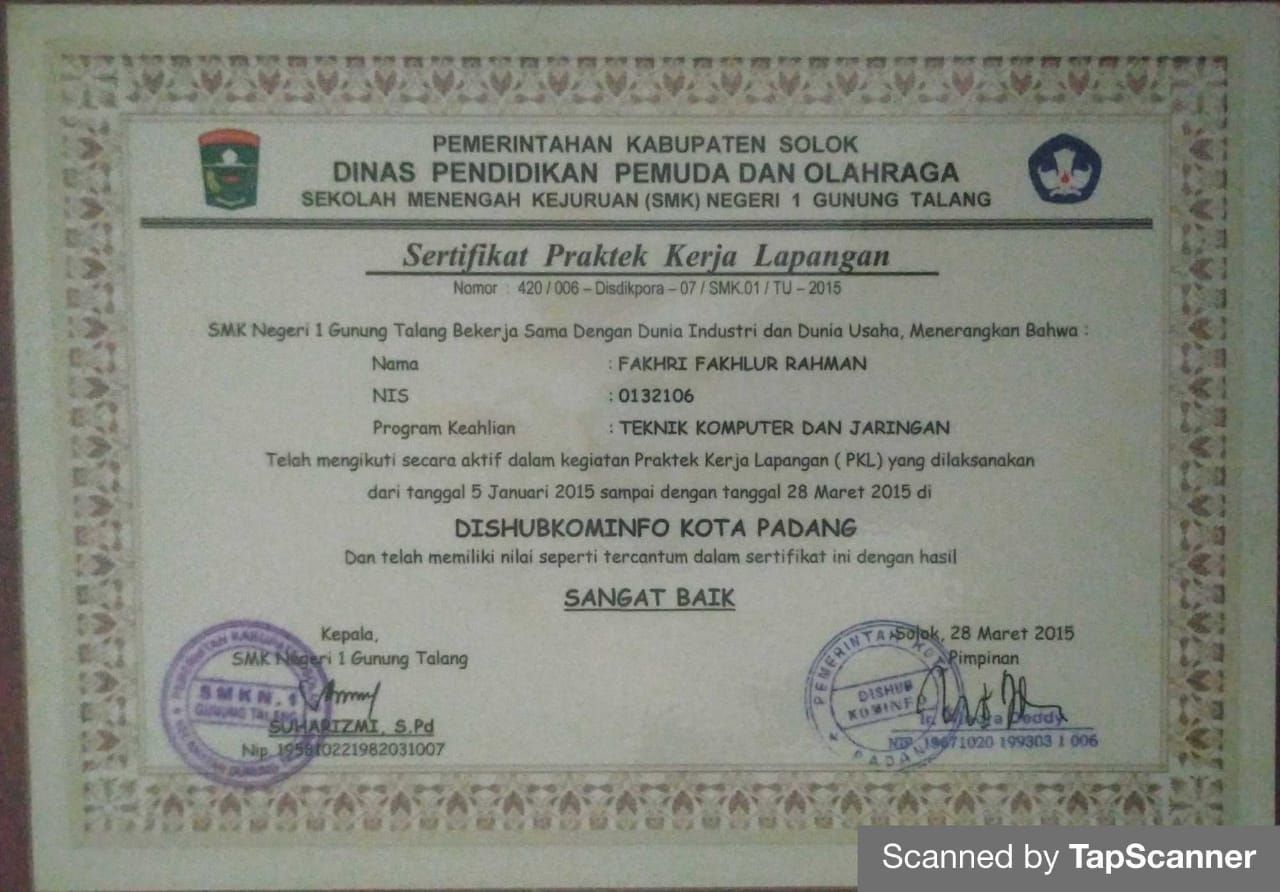 PEMERINTAHAN KABUPATEN SOLOK
DINAS PENDIDIKAN PEMUDA DAN OLAHRAGA
SEKOLAH MENENGAH KEJURUAN (SMK) NEGERI 1 GUNUNG TALANG
Sertifikat Praktek Kerja Lapangan
Nomor : 420 / 006 – Disdikpora – 07 / SMK.01 / TU – 2015
SMK Negeri 1 Gunung Talang Bekerja Sama Dengan Dunia Industri dan Dunia Usaha, Menerangkan Bahwa :
Nama : FAKHRI FAKHLUR RAHMAN
NIS : 0132106
Program Keahlian : TEKNIK KOMPUTER DAN JARINGAN
Telah mengikuti secara aktif dalam kegiatan Praktek Kerja Lapangan ( PKL) yang dilaksanakan
dari tanggal 5 Januari 2015 sampai dengan tanggal 28 Maret 2015 di
DISHUBKOMINFO KOTA PADANG
Dan telah memiliki nilai seperti tercantum dalam sertifikat ini dengan hasil
SANGAT BAIK
Kepala,
SMK Negeri 1 Gunung Talang
SMKN.1
GUNUNG TALANG
SUHARIZMI, S.Pd
Nip. 195810221982031007
Solok, 28 Maret 2015
Pimpinan
PEMERINTAH KOTA
DISHUB
KOMINFO
PADANG
Deddy
NIP. 19671020 199303 1 006
Scanned by TapScanner